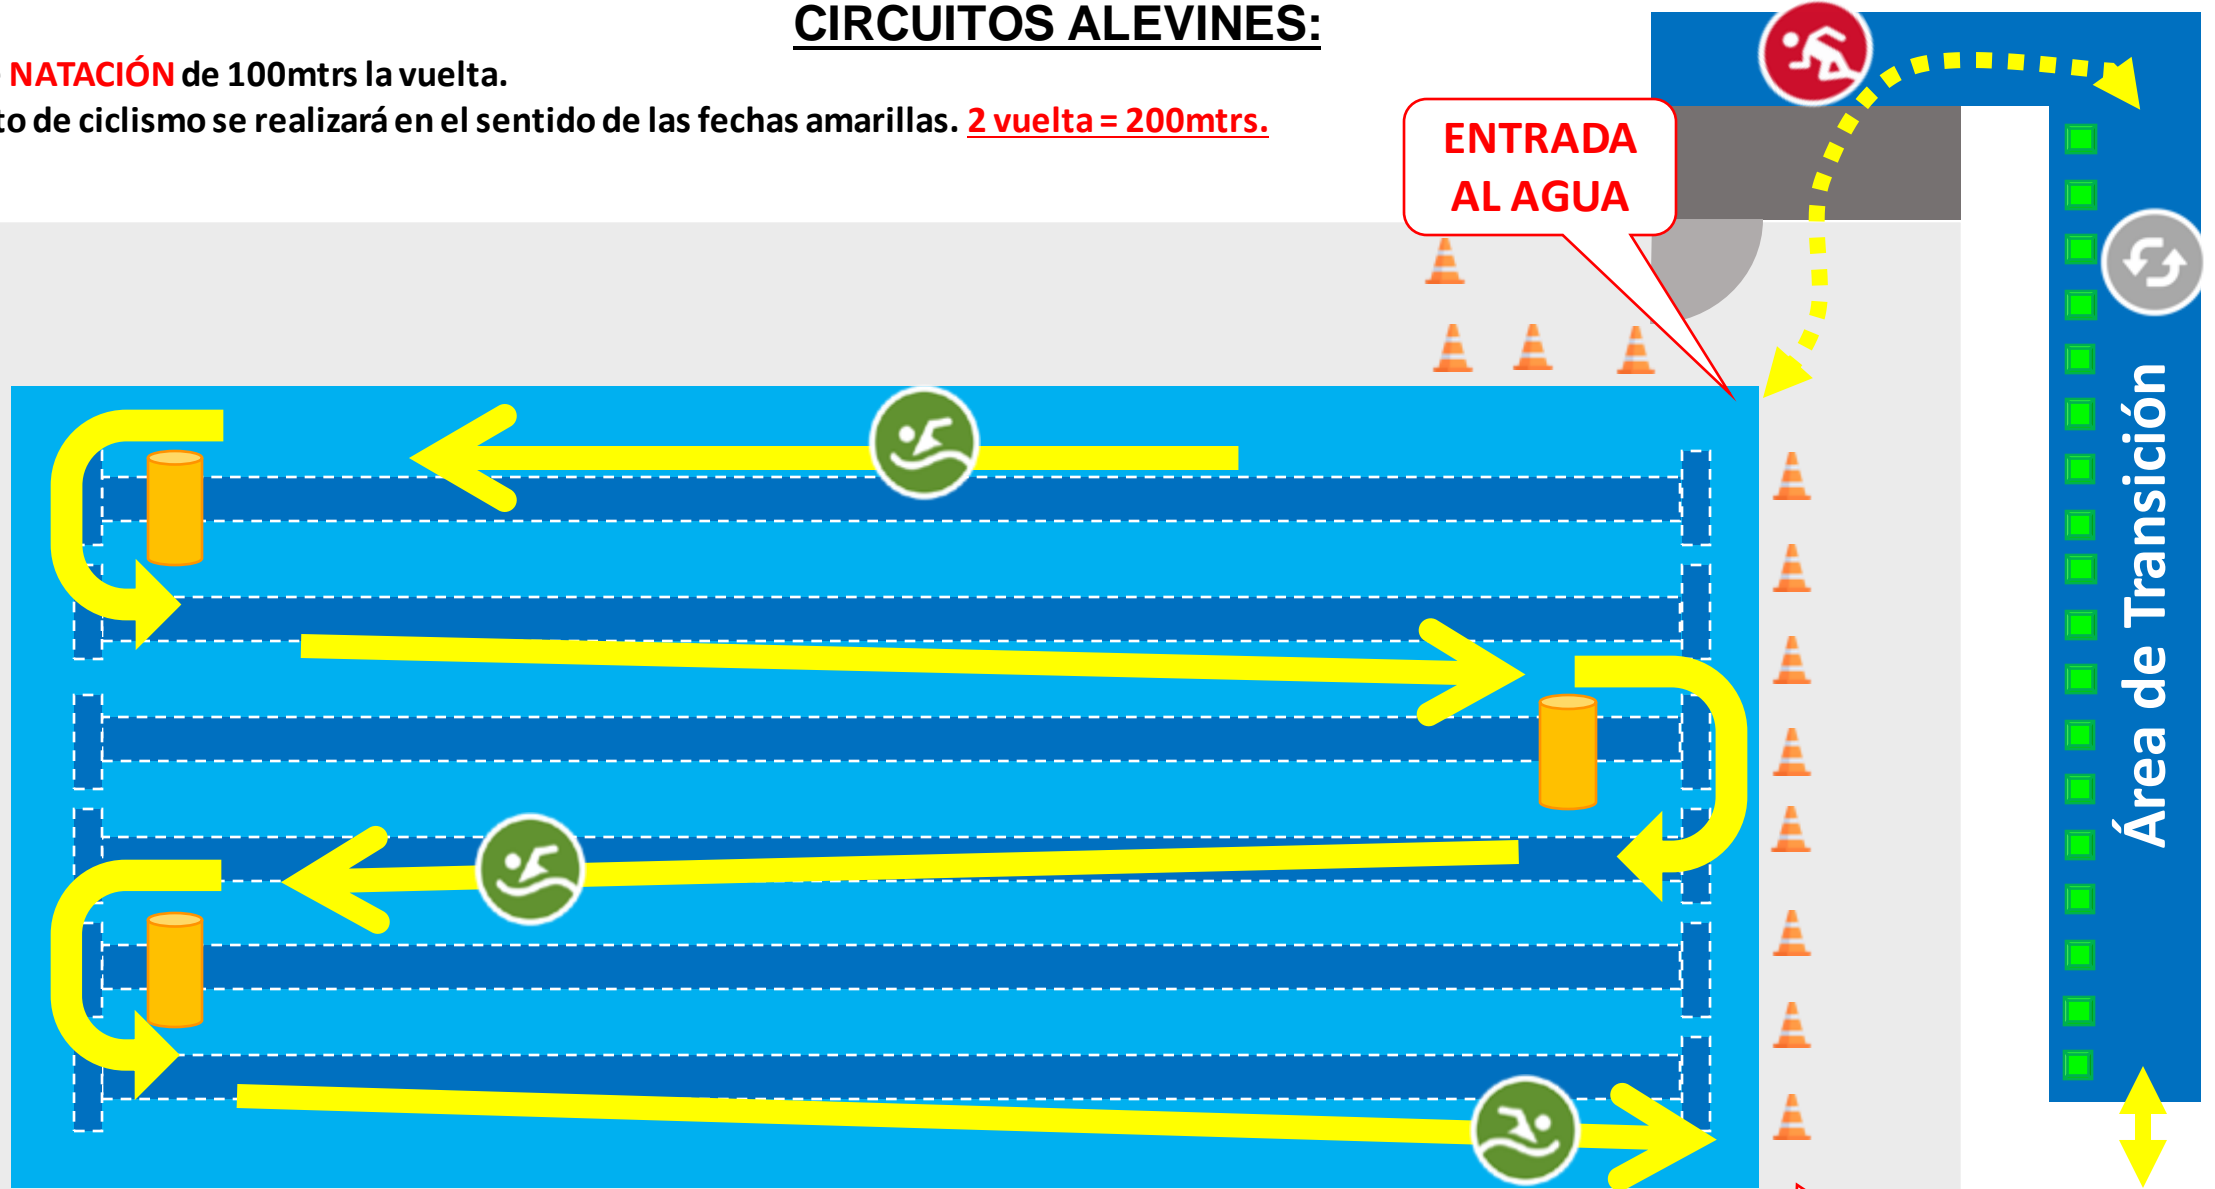 CIRCUITOS ALEVINES:
NATACIÓN de 100mtrs la vuelta.
to de ciclismo se realizará en el sentido de las fechas amarillas. 2 vuelta = 200mtrs.
ENTRADA
AL AGUA
Área de Transición